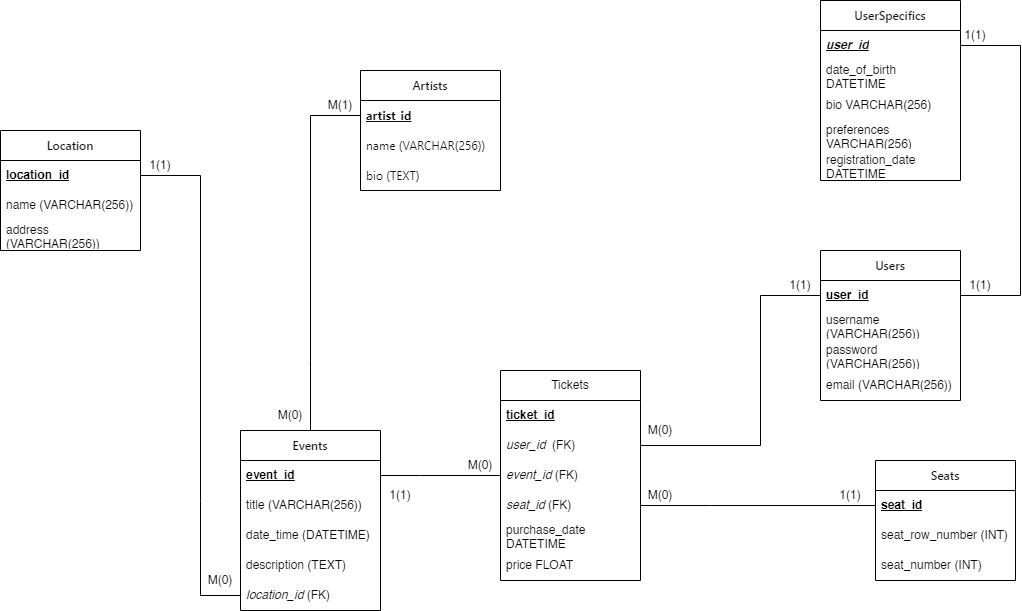 UserSpecifics
user_id
date_of_birth
DATETIME
bio VARCHAR(256)
preferences
VARCHAR(256)
registration_date
DATETIME
1(1)
Artists
artist_id
name (VARCHAR(256))
bio (TEXT)
M(1)
Location
location_id
name (VARCHAR(256))
address
(VARCHAR(256))
1(1)
Users
user_id
username
(VARCHAR(256))
password
(VARCHAR(256))
email (VARCHAR(256))
1(1)
1(1)
Tickets
ticket_id
user_id (FK)
event_id (FK)
seat_id (FK)
purchase_date
DATETIME
price FLOAT
M(0)
M(0)
M(0)
Events
event_id
title (VARCHAR(256))
date_time (DATETIME)
description (TEXT)
location_id (FK)
M(0)
1(1)
M(0)
Seats
seat_id
seat_row_number (INT)
seat_number (INT)
1(1)